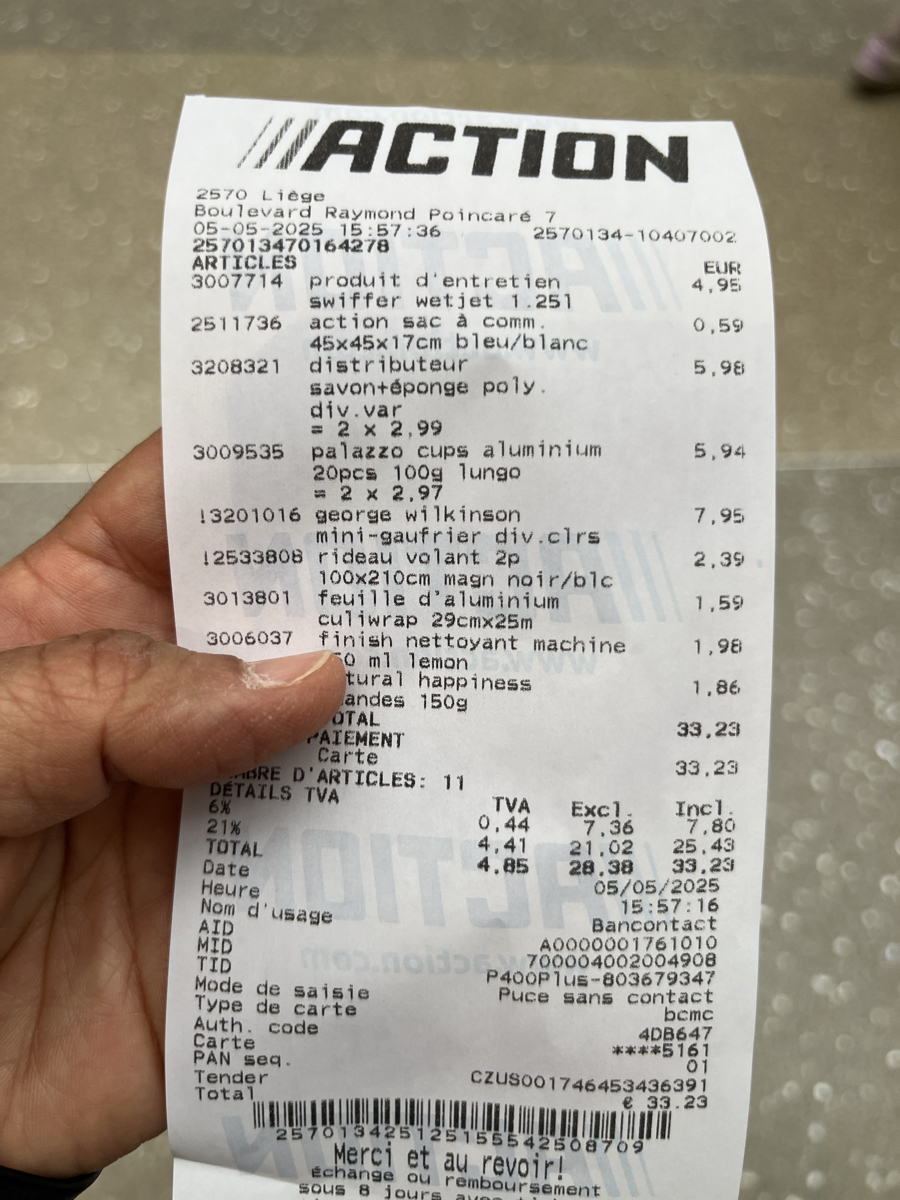 ///ACTION
2570 Liège
Boulevard Raymond Poincaré 7
05-05-2025 15:57:36 2570134-10407002
257013470164278
ARTICLES EUR
3007714 produit d'entretien 4,95
swiffer wetjet 1.25l
2511736 action sac à comm. 0,59
45x45x17cm bleu/blanc
3208321 distributeur 5,98
savon+éponge poly.
div.var
= 2 x 2,99
3009535 palazzo cups aluminium 5,94
20pcs 100g lungo
= 2 x 2,97
!3201016 george wilkinson 7,95
mini-gaufrier div.clrs
!2533808 rideau volant 2p 2,39
100x210cm magn noir/blc
3013801 feuille d'aluminium 1,59
culiwrap 29cmx25m
3006037 finish nettoyant machine 1,98
ml lemon
happiness 1,86
150g
33,23
PAIEMENT
Carte 33,23
D'ARTICLES: 11
DÉTAILS TVA TVA Excl. Incl.
6% 0,44 7,36 7,80
21% 4,41 21,02 25,43
TOTAL 4,85 28,38 33,23
Date 05/05/2025
Heure 15:57:16
Nom d'usage Bancontact
AID A0000001761010
MID 700004002004908
TID P400Plus-803679347
Mode de saisie Puce sans contact
Type de carte bcmc
Auth. code 4DB647
Carte ****5161
PAN seq. 01
Tender CZUS001746453436391
Total € 33.23
257013425125155542508709
Merci et au revoir!
échange ou remboursement
sous 8 jours avec